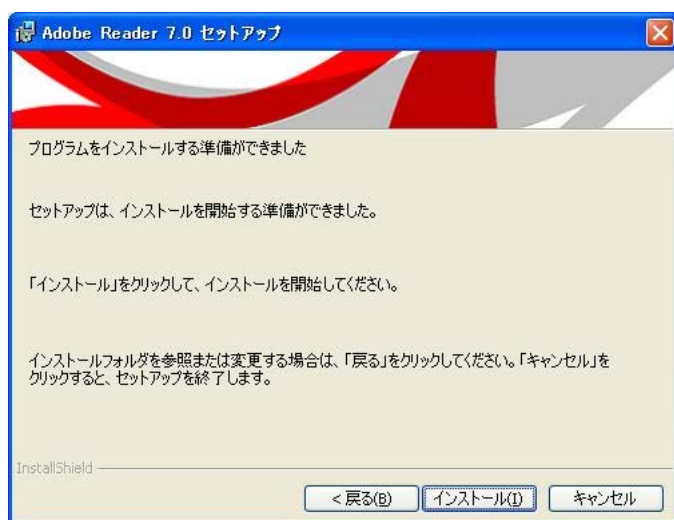 Adobe Reader 7.0 セットアップ
プログラムをインストールする準備ができました
セットアップは、インストールを開始する準備ができました。
「インストール」をクリックして、インストールを開始してください。
インストールフォルダを参照または変更する場合は、「戻る」をクリックしてください。「キャンセル」を
クリックすると、セットアップを終了します。
InstallShield
< 戻る(B) インストール(I) キャンセル